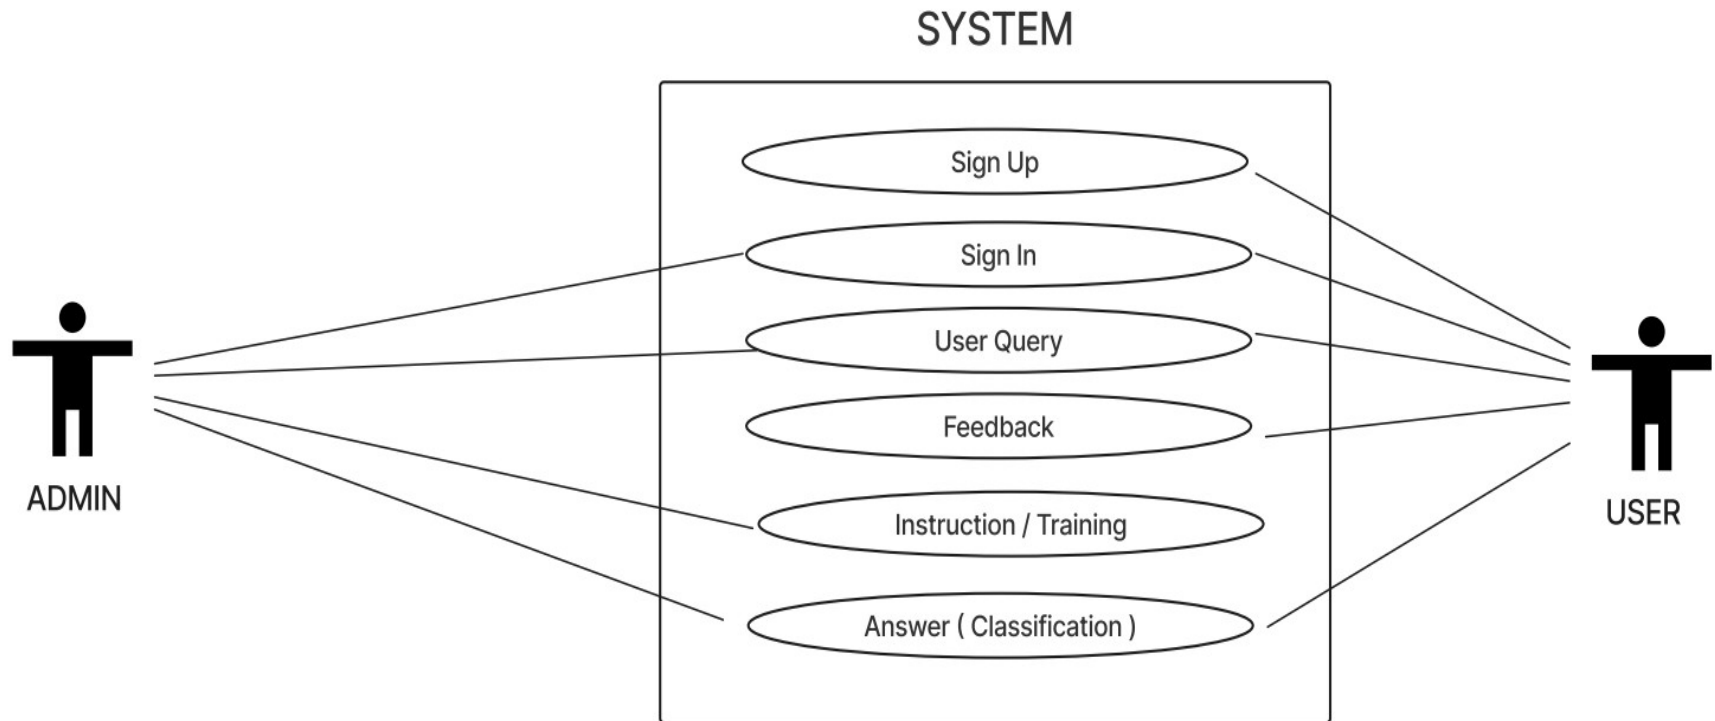 SYSTEM
Sign Up
Sign In
User Query
Feedback
Instruction / Training
Answer ( Classification )
ADMIN
USER